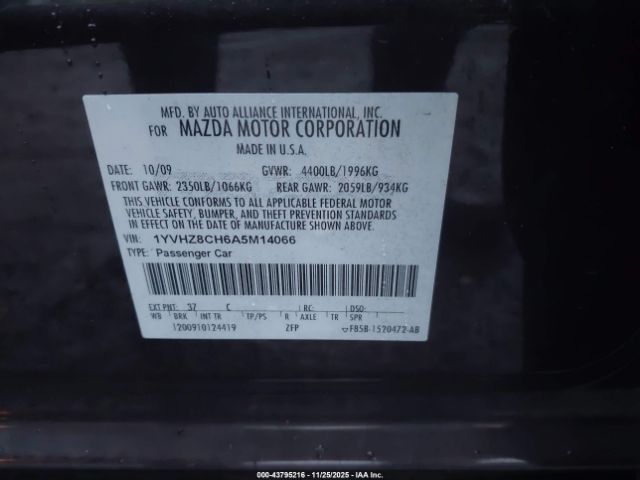 MFD. BY AUTO ALLIANCE INTERNATIONAL, INC.
FOR MAZDA MOTOR CORPORATION
MADE IN U.S.A.
DATE: 10/09 GVWR: 4400LB/1996KG
FRONT GAWR: 2350LB/1066KG REAR GAWR: 2059LB/934KG
THIS VEHICLE CONFORMS TO ALL APPLICABLE FEDERAL MOTOR
VEHICLE SAFETY, BUMPER, AND THEFT PREVENTION STANDARDS
IN EFFECT ON THE DATE OF MANUFACTURE SHOWN ABOVE.
VIN: 1YVHZ8CH6A5M14066
TYPE: Passenger Car
EXT PNT: 37 C RC: DSO:
WB BRK INT TR TP/PS R AXLE TR SPR
1200910124419 ZFP F85B-1520472-AB
000-43795216 - 11/25/2025 - IAA Inc.